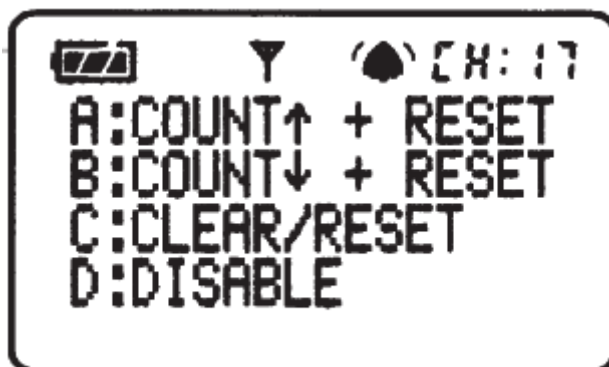 CH:17
A:COUNT↑ + RESET
B:COUNT↓ + RESET
C:CLEAR/RESET
D:DISABLE